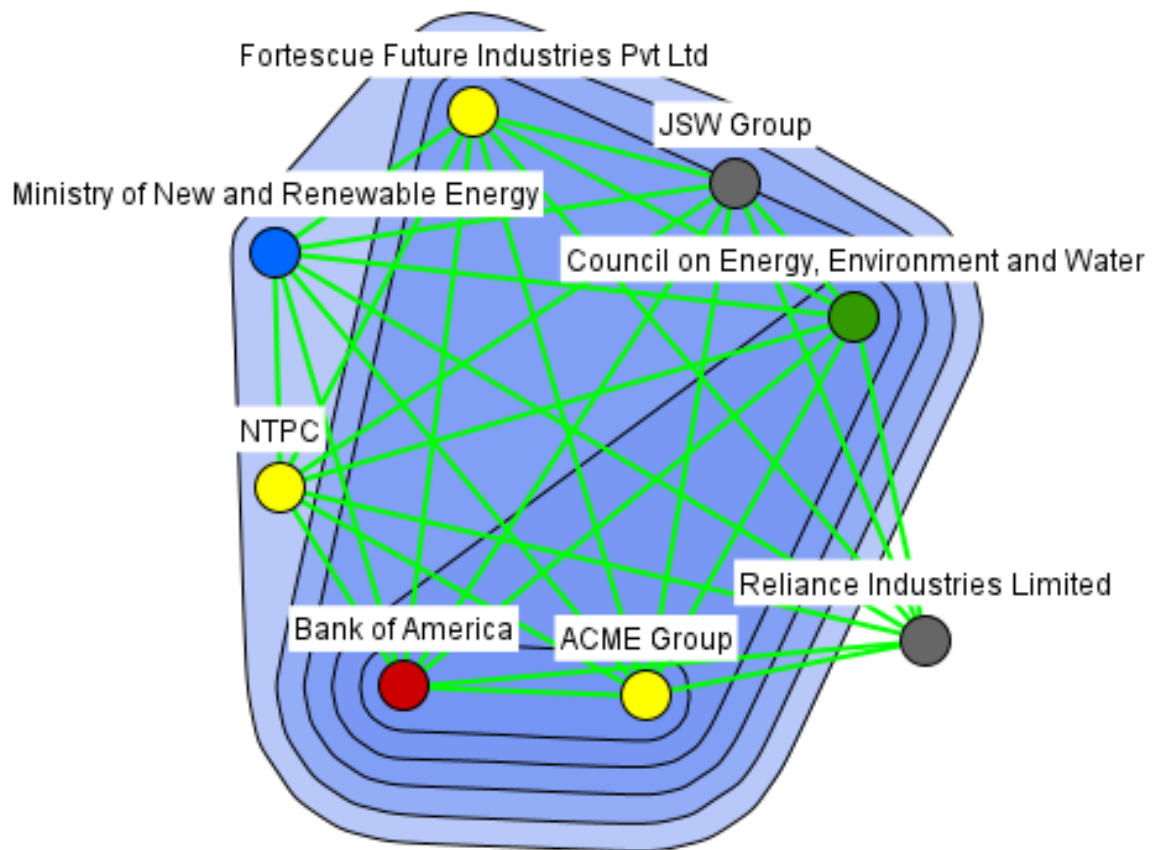 Fortescue Future Industries Pvt Ltd
JSW Group
Ministry of New and Renewable Energy
Council on Energy, Environment and Water
NTPC
Reliance Industries Limited
Bank of America
ACME Group